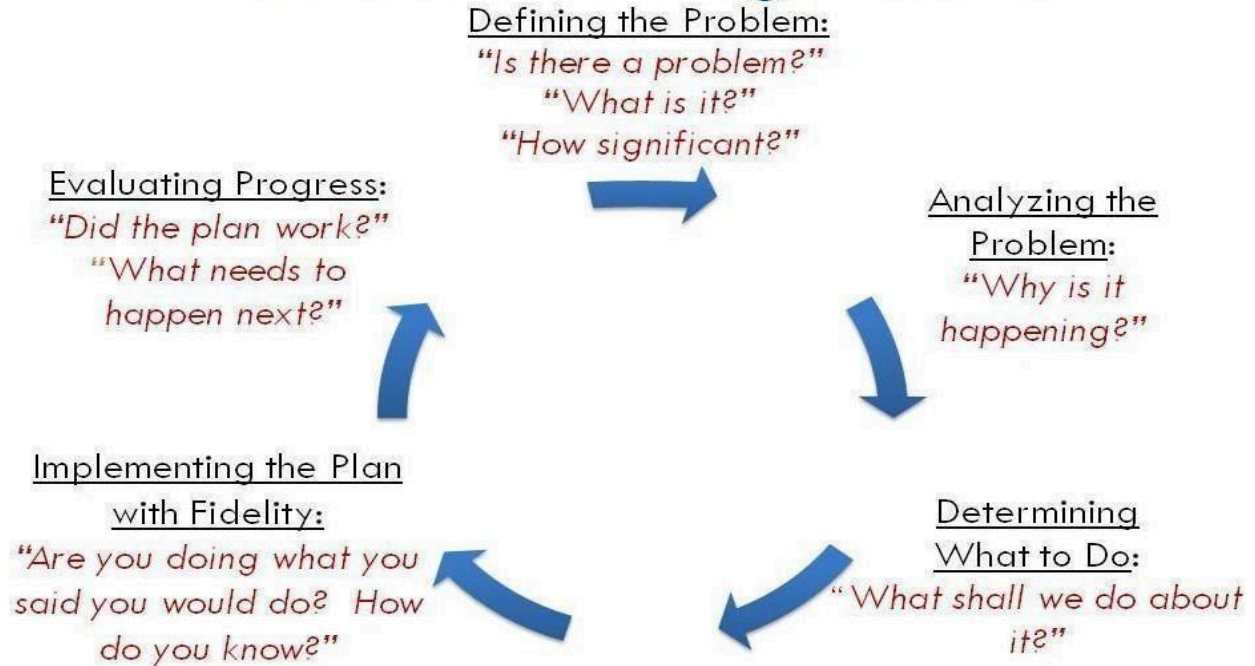 Defining the Problem:
"Is there a problem?"
"What is it?"
"How significant?"
Analyzing the
Problem:
"Why is it
happening?"
Determining
What to Do:
"What shall we do about
it?"
Implementing the Plan
with Fidelity:
"Are you doing what you
said you would do? How
do you know?"
Evaluating Progress:
"Did the plan work?"
"What needs to
happen next?"